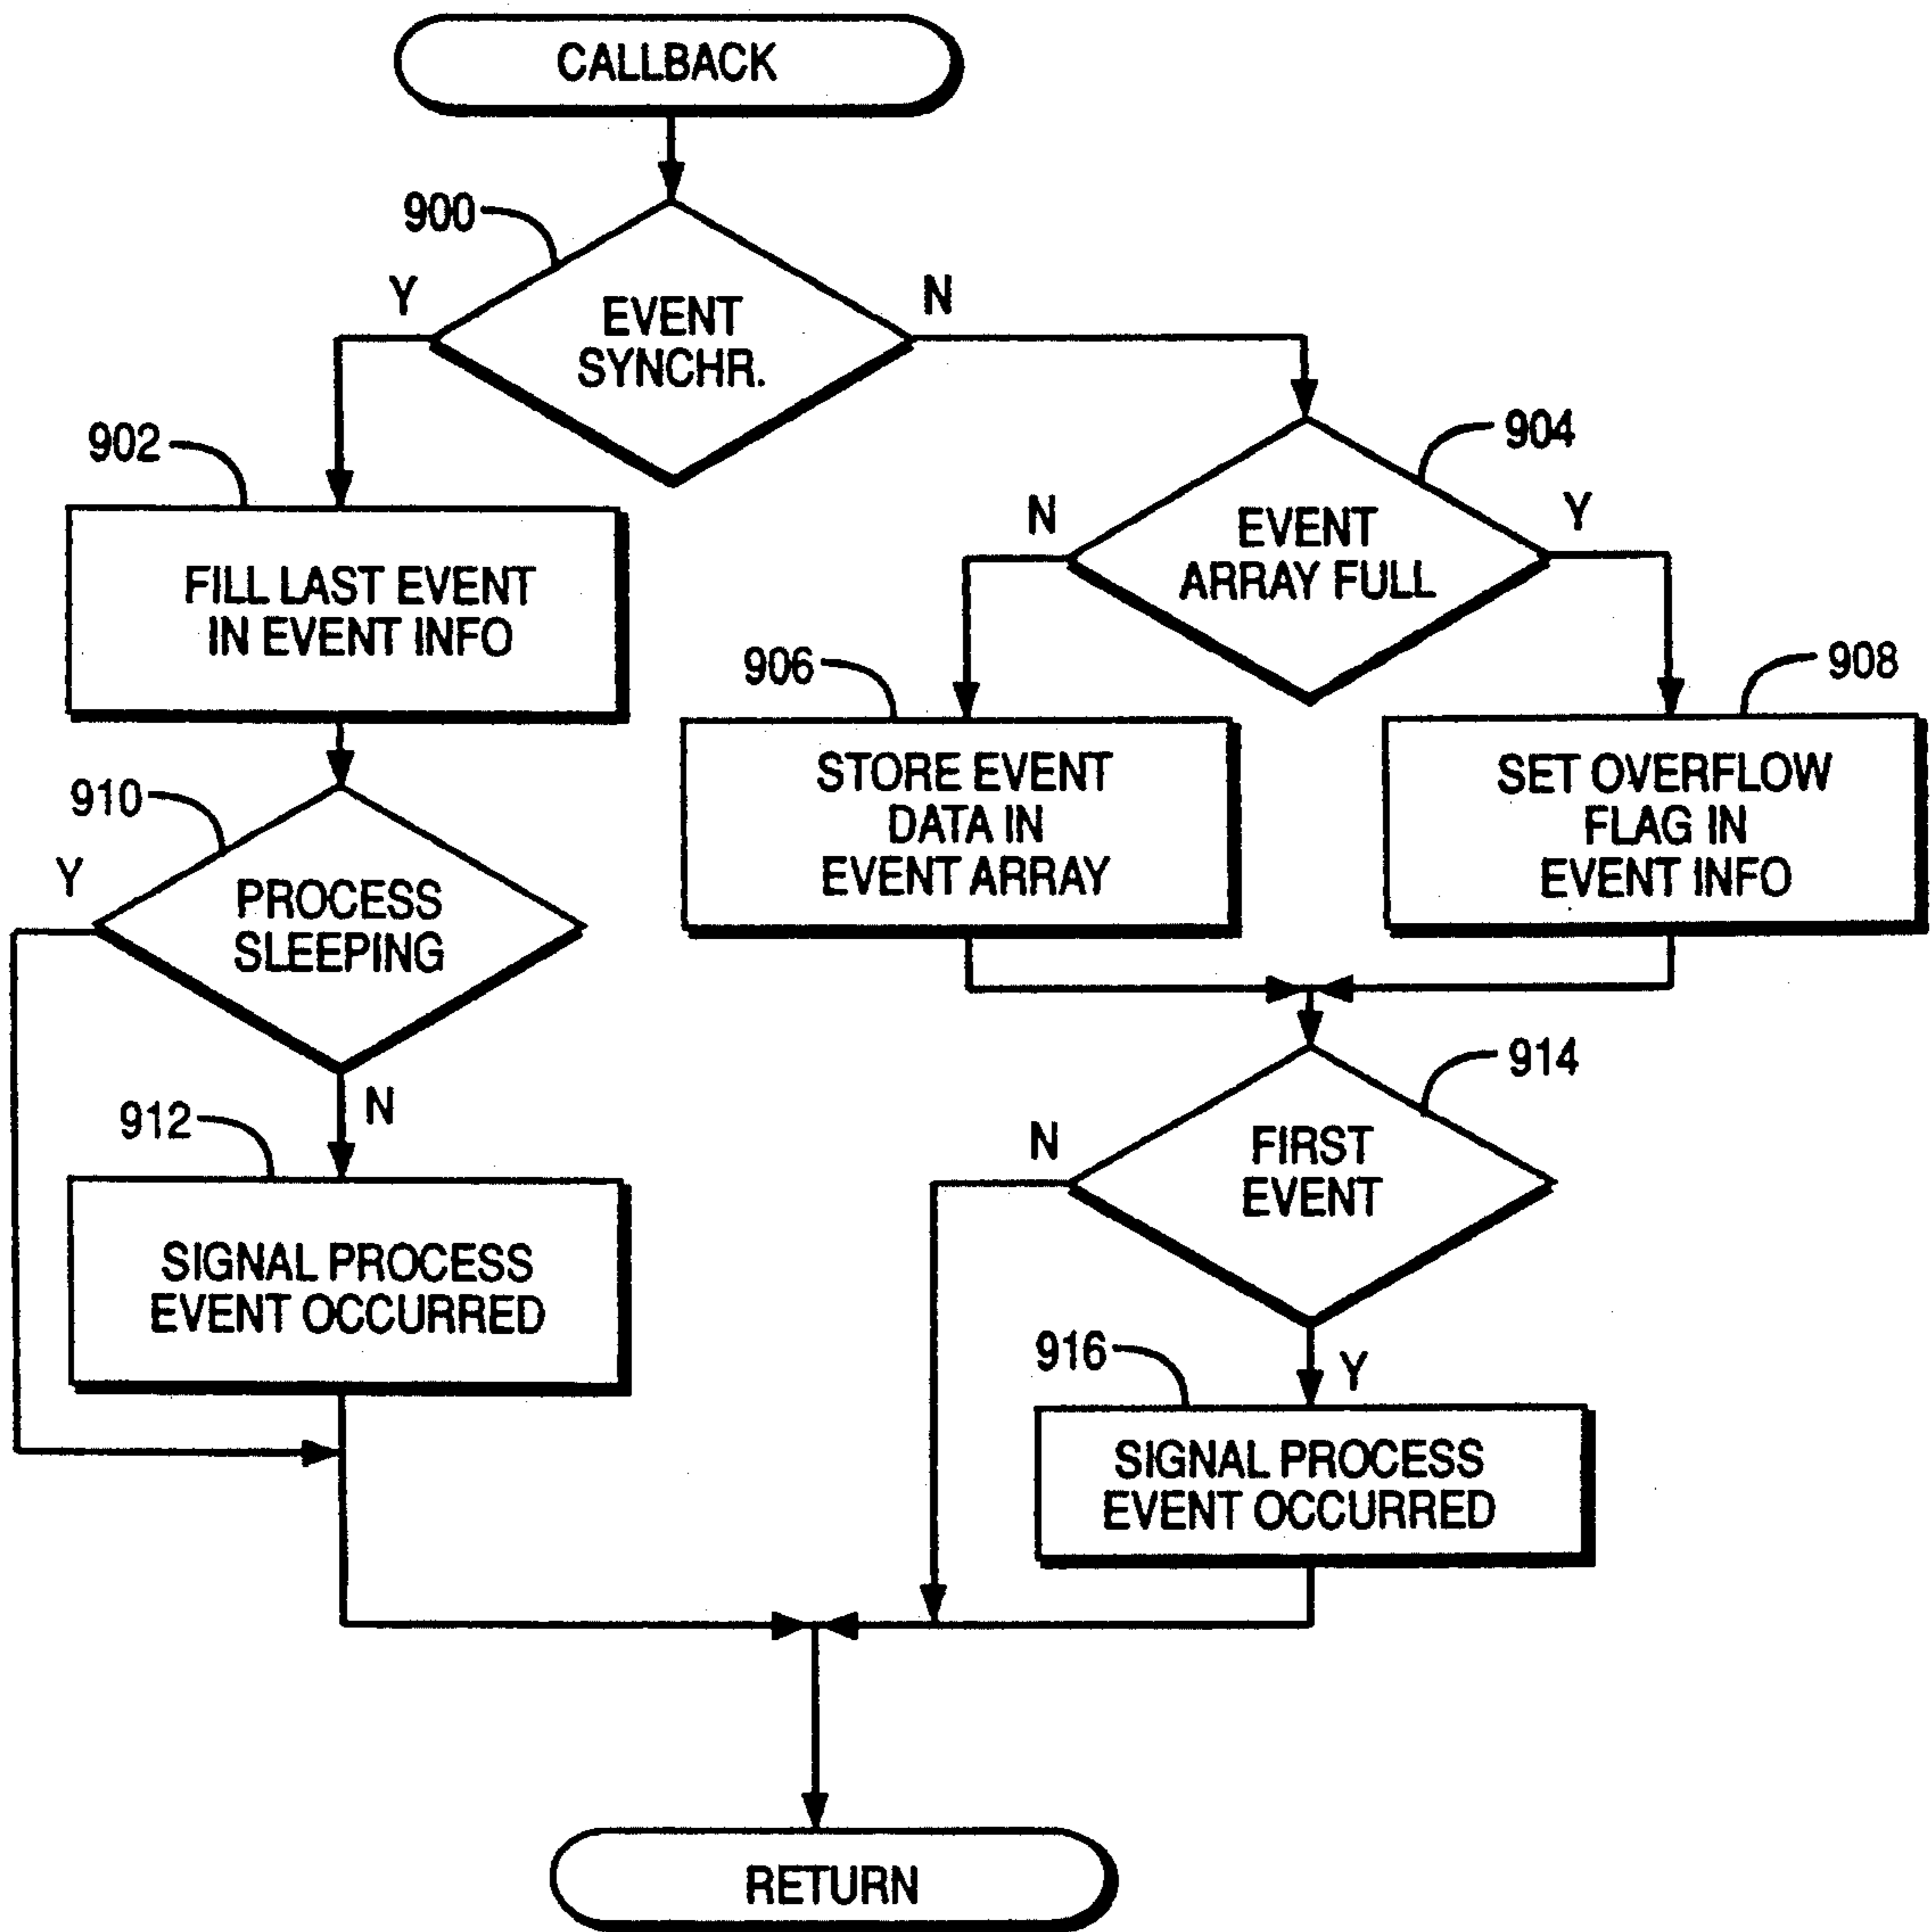 CALLBACK
900
Y
N
EVENT
SYNCHR.
902
904
FILL LAST EVENT
IN EVENT INFO
N
Y
EVENT
ARRAY FULL
906
908
STORE EVENT
DATA IN
EVENT ARRAY
SET OVERFLOW
FLAG IN
EVENT INFO
910
Y
PROCESS
SLEEPING
N
912
SIGNAL PROCESS
EVENT OCCURRED
914
N
FIRST
EVENT
Y
916
SIGNAL PROCESS
EVENT OCCURRED
RETURN